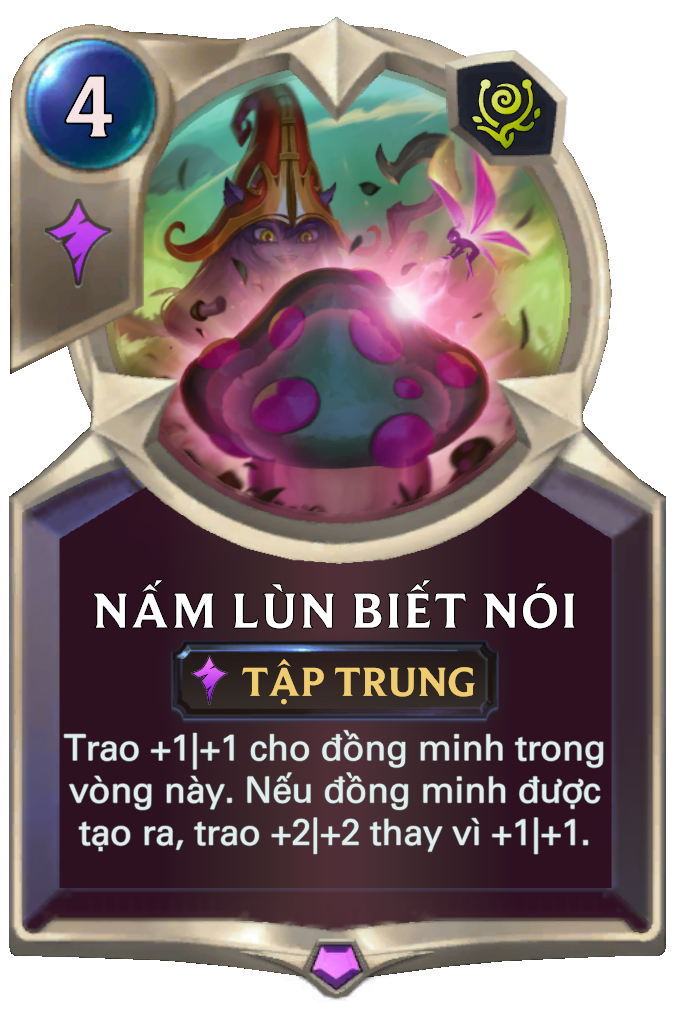 4
NẤM LÙN BIẾT NÓI
TẬP TRUNG
Trao +1|+1 cho đồng minh trong
vòng này. Nếu đồng minh được
tạo ra, trao +2|+2 thay vì +1|+1.